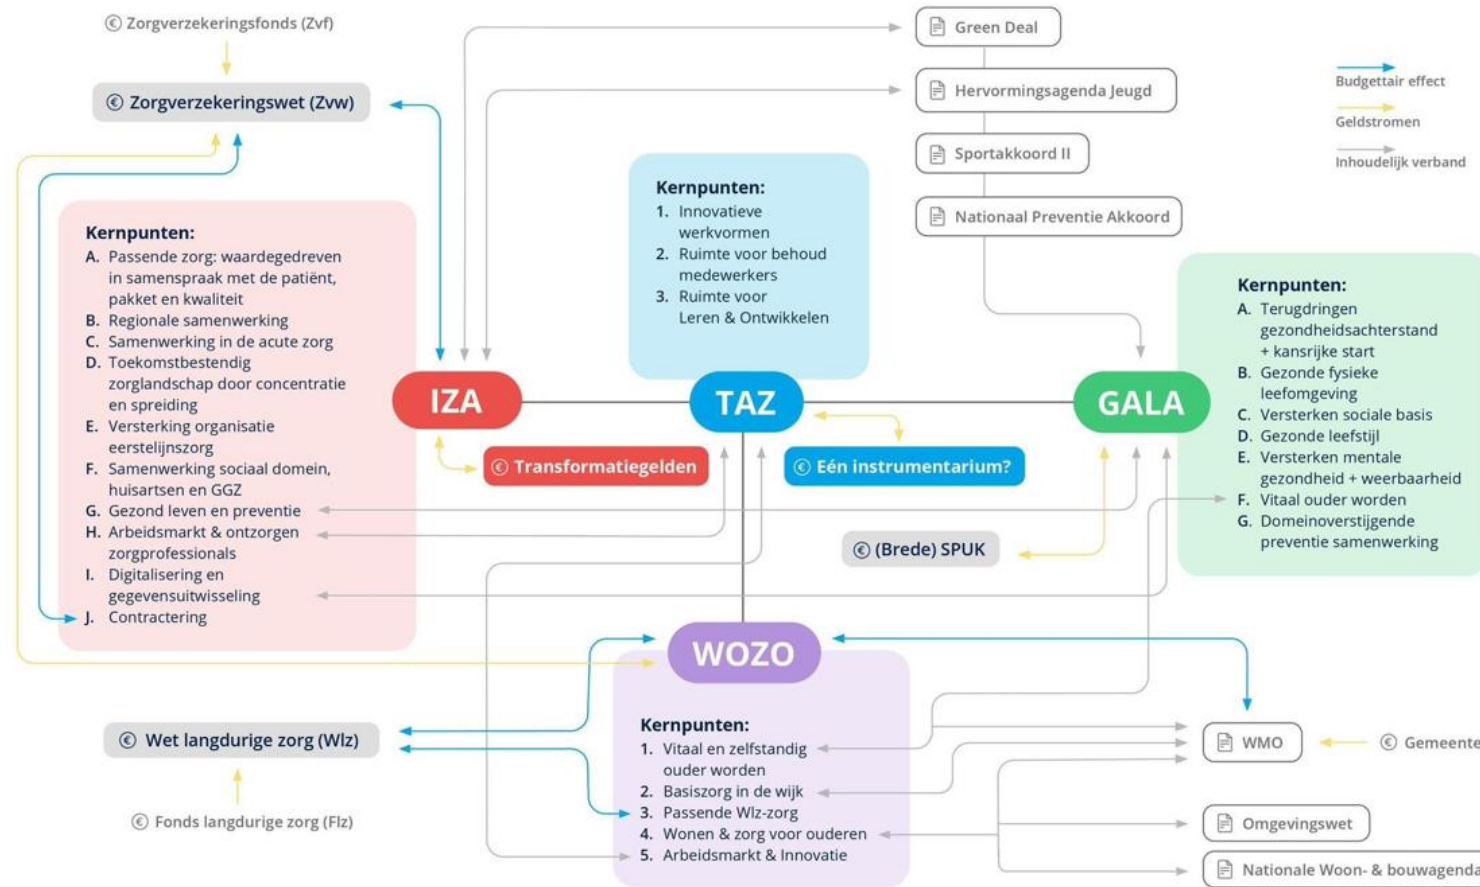 Zorgverzekeringsfonds (Zvf)
Zorgverzekeringswet (Zvw)
Kernpunten:
A. Passende zorg: waardegedreven
in samenspraak met de patiënt,
pakket en kwaliteit
B. Regionale samenwerking
C. Samenwerking in de acute zorg
D. Toekomstbestendig
zorglandschap door concentratie
en spreiding
E. Versterking organisatie
eerstelijnszorg
F. Samenwerking sociaal domein,
huisartsen en GGZ
G. Gezond leven en preventie
H. Arbeidsmarkt & ontzorgen
zorgprofessionals
I. Digitalisering en
gegevensuitwisseling
J. Contractering
IZA
€ Transformatiegelden
Kernpunten:
1. Innovatieve
werkvormen
2. Ruimte voor behoud
medewerkers
3. Ruimte voor
Leren & Ontwikkelen
TAZ
€ Eén instrumentarium?
Green Deal
Hervormingsagenda Jeugd
Sportakkoord II
Nationaal Preventie Akkoord
Budgettair effect
Geldstromen
Inhoudelijk verband
Kernpunten:
A. Terugdringen
gezondheidsachterstand
+ kansrijke start
B. Gezonde fysieke
leefomgeving
C. Versterken sociale basis
D. Gezonde leefstijl
E. Versterken mentale
gezondheid + weerbaarheid
F. Vitaal ouder worden
G. Domeinoverstijgende
preventie samenwerking
GALA
€ (Brede) SPUK
WOZO
Kernpunten:
1. Vitaal en zelfstandig
ouder worden
2. Basiszorg in de wijk
3. Passende Wlz-zorg
4. Wonen & zorg voor ouderen
5. Arbeidsmarkt & Innovatie
€ Wet langdurige zorg (Wlz)
€ Fonds langdurige zorg (Flz)
WMO
€ Gemeente
Omgevingswet
Nationale Woon- & bouwagenda